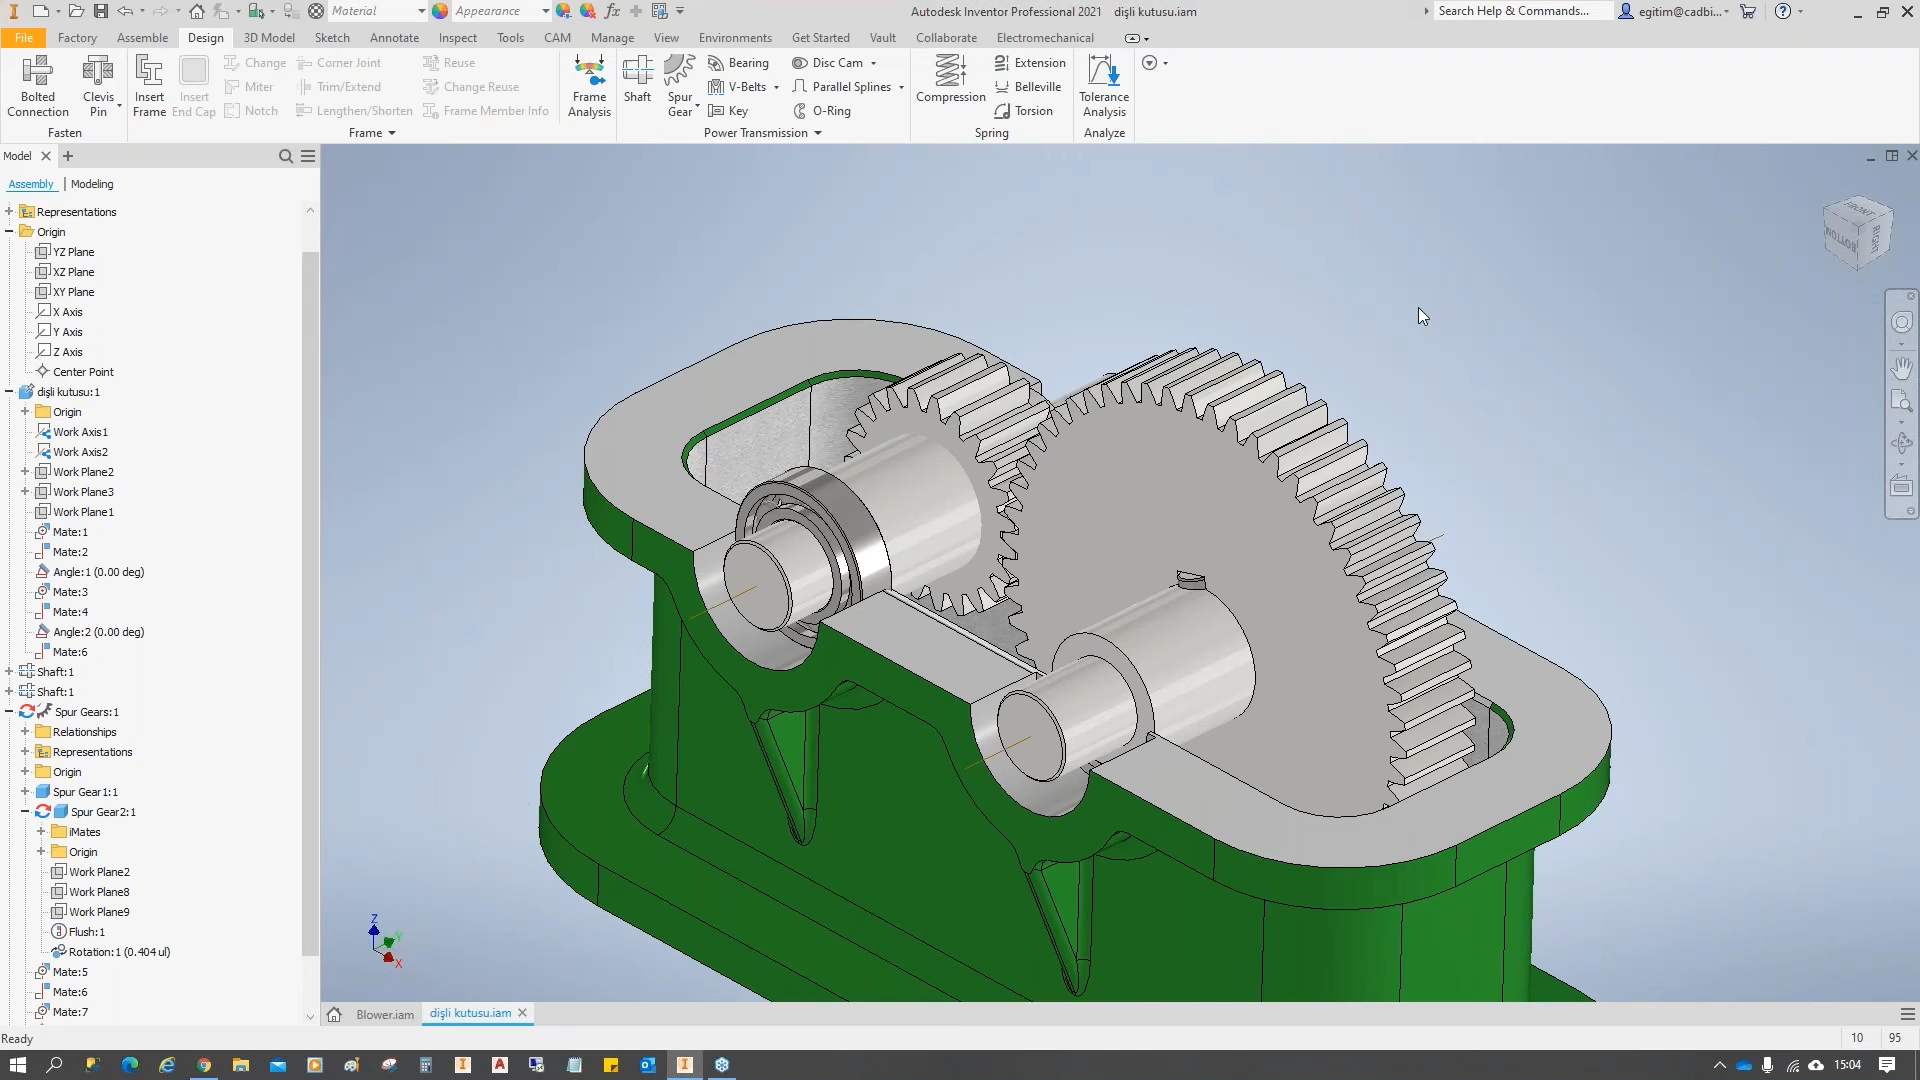 Material
Appearance
fx
Autodesk Inventor Professional 2021 dişli kutusu.iam
Search Help & Commands...
egitim@cadbi...
File Factory Assemble Design 3D Model Sketch Annotate Inspect Tools CAM Manage View Environments Get Started Vault Collaborate Electromechanical
Bolted Connection
Clevis Pin
Fasten
Insert Frame
Insert End Cap
Change
Miter
Notch
Corner Joint
Trim/Extend
Lengthen/Shorten
Reuse
Change Reuse
Frame Member Info
Frame
Frame Analysis
Shaft
Spur Gear
Bearing
V-Belts
Key
Disc Cam
Parallel Splines
O-Ring
Power Transmission
Compression
Extension
Belleville
Torsion
Spring
Tolerance Analysis
Analyze
Model
Assembly | Modeling
Representations
Origin
YZ Plane
XZ Plane
XY Plane
X Axis
Y Axis
Z Axis
Center Point
dişli kutusu:1
Origin
Work Axis1
Work Axis2
Work Plane2
Work Plane3
Work Plane1
Mate:1
Mate:2
Angle:1 (0.00 deg)
Mate:3
Mate:4
Angle:2 (0.00 deg)
Mate:6
Shaft:1
Shaft:1
Spur Gears:1
Relationships
Representations
Origin
Spur Gear1:1
Spur Gear2:1
iMates
Origin
Work Plane2
Work Plane8
Work Plane9
Flush:1
Rotation:1 (0.404 ul)
Mate:5
Mate:6
Mate:7
FRONT
BOTTOM
RIGHT
Z
Y
X
Blower.iam
dişli kutusu.iam
Ready
10 95
15:04